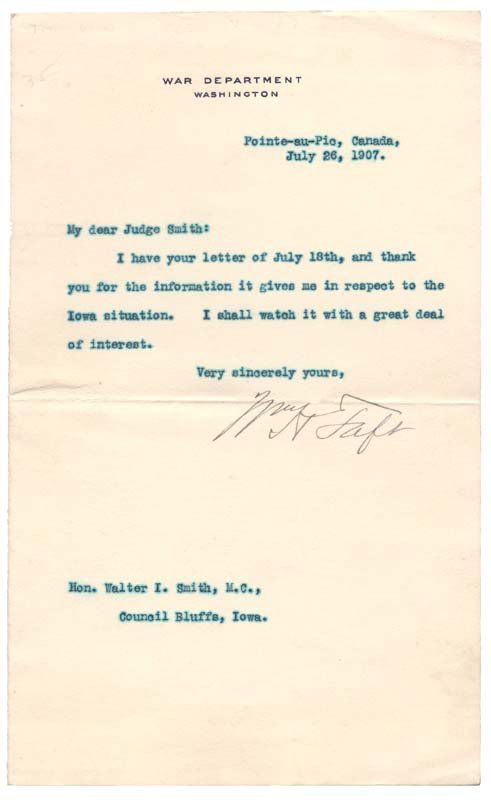 WAR DEPARTMENT
WASHINGTON
Pointe-au-Pic, Canada,
July 26, 1907.
My dear Judge Smith:
I have your letter of July 18th, and thank
you for the information it gives me in respect to the
Iowa situation. I shall watch it with a great deal
of interest.
Very sincerely yours,
Wm H Taft
Hon. Walter I. Smith, M.C.,
Council Bluffs, Iowa.